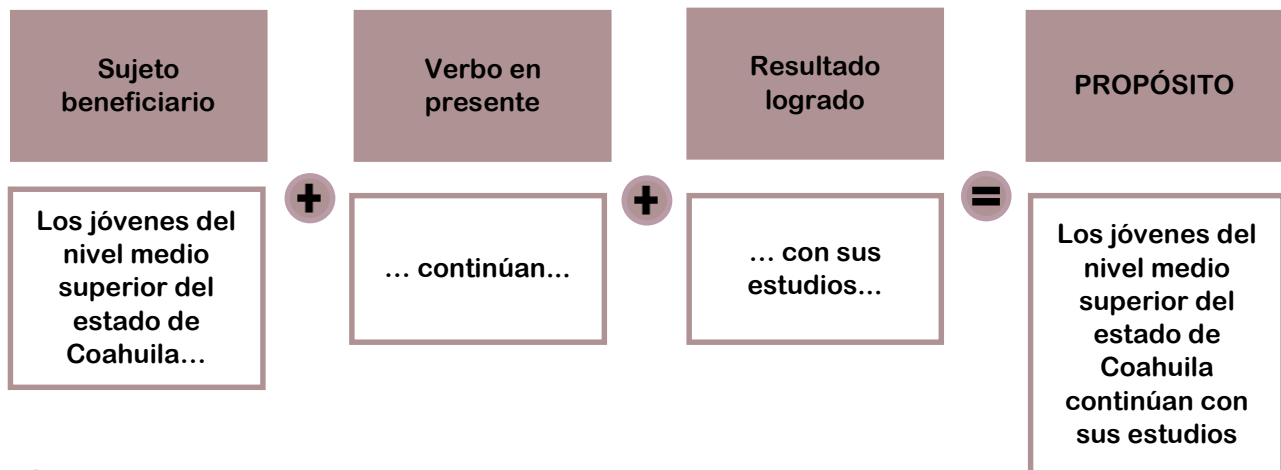 Sujeto
beneficiario
Verbo en
presente
Resultado
logrado
PROPÓSITO
Los jóvenes del
nivel medio
superior del
estado de
Coahuila...
+
... continúan...
+
... con sus
estudios...
=
Los jóvenes del
nivel medio
superior del
estado de
Coahuila
continúan con
sus estudios